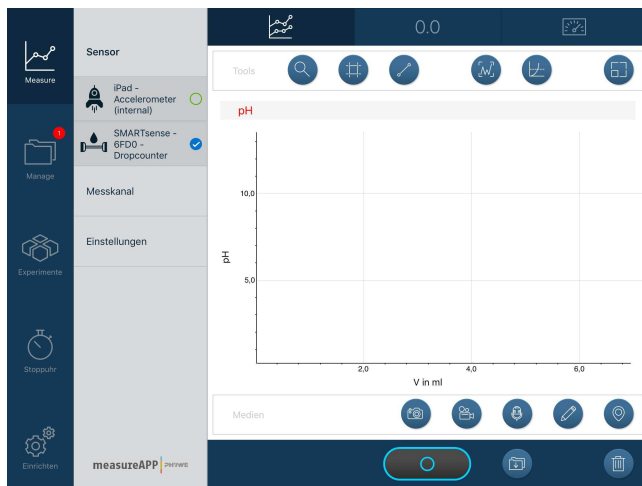 0.0
Measure
1
Manage
Experimente
Stoppuhr
Einrichten
Sensor
iPad -
Accelerometer
(internal)
SMARTsense -
6FD0 -
Dropcounter
Messkanal
Einstellungen
measureAPP PHYWE
Tools
pH
pH
10,0
5,0
2,0
4,0
6,0
V in ml
Medien